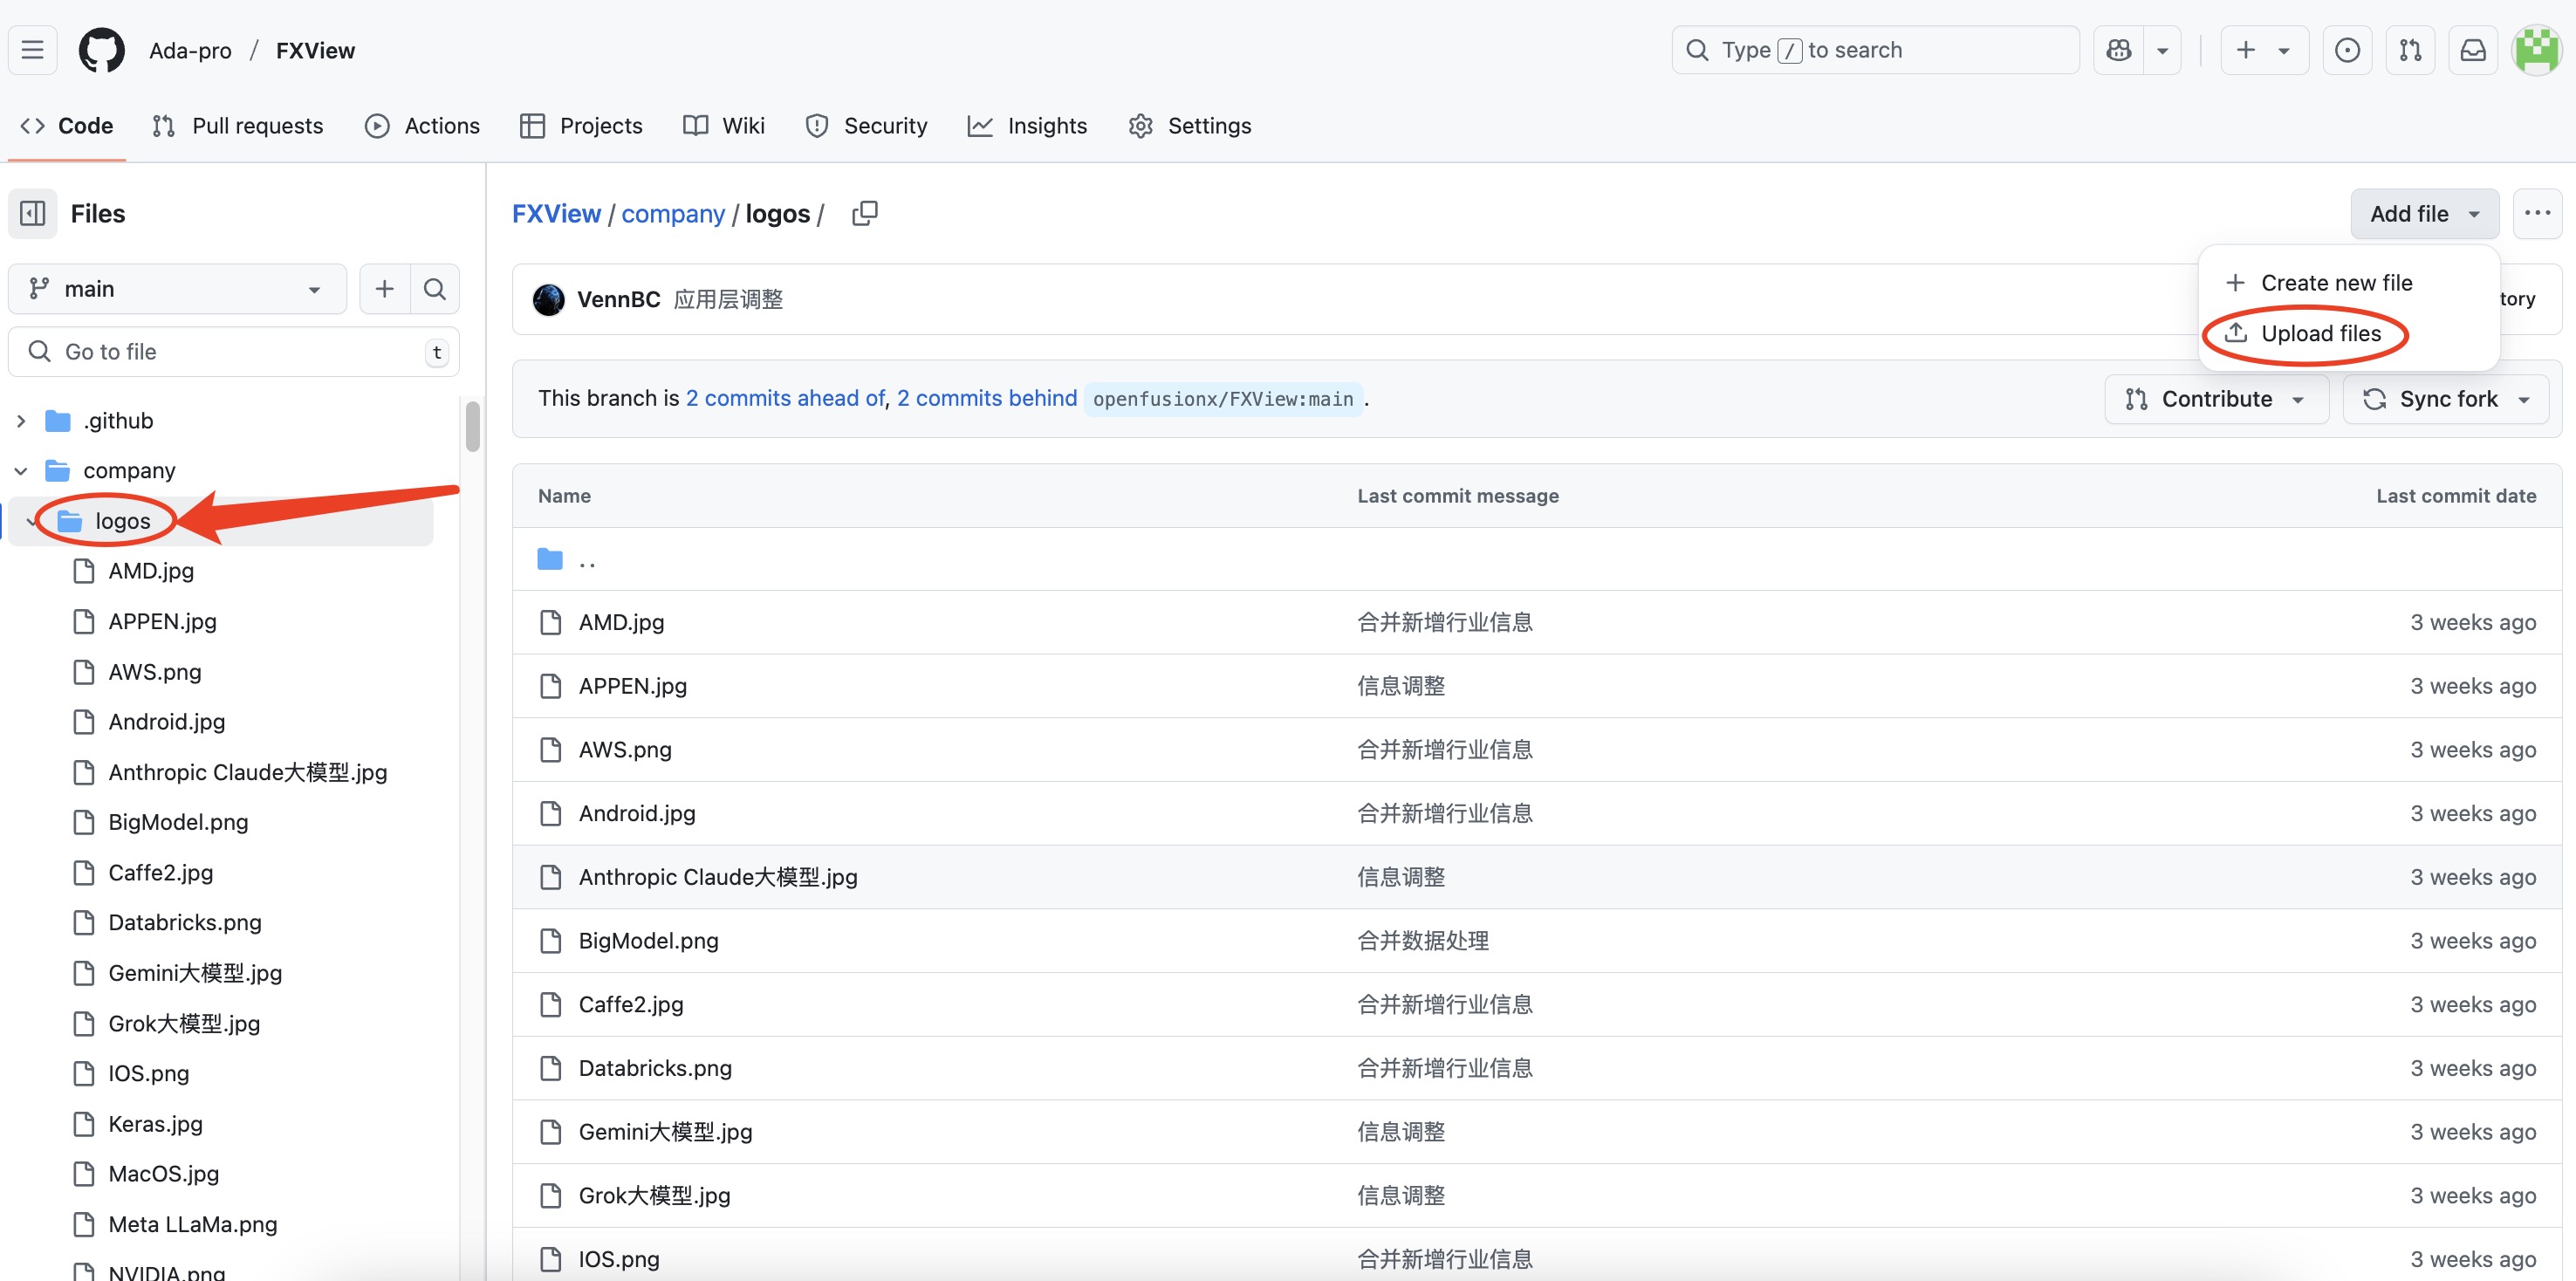 Ada-pro / FXView
Type / to search
Code
Pull requests
Actions
Projects
Wiki
Security
Insights
Settings
Files
main
Go to file
t
.github
company
logos
AMD.jpg
APPEN.jpg
AWS.png
Android.jpg
Anthropic Claude大模型.jpg
BigModel.png
Caffe2.jpg
Databricks.png
Gemini大模型.jpg
Grok大模型.jpg
IOS.png
Keras.jpg
MacOS.jpg
Meta LLaMa.png
NVIDIA.png
FXView / company / logos /
Add file
Create new file
Upload files
VennBC 应用层调整
tory
This branch is 2 commits ahead of, 2 commits behind openfusionx/FXView:main .
Contribute
Sync fork
Name Last commit message Last commit date
..
AMD.jpg 合并新增行业信息 3 weeks ago
APPEN.jpg 信息调整 3 weeks ago
AWS.png 合并新增行业信息 3 weeks ago
Android.jpg 合并新增行业信息 3 weeks ago
Anthropic Claude大模型.jpg 信息调整 3 weeks ago
BigModel.png 合并数据处理 3 weeks ago
Caffe2.jpg 合并新增行业信息 3 weeks ago
Databricks.png 合并新增行业信息 3 weeks ago
Gemini大模型.jpg 信息调整 3 weeks ago
Grok大模型.jpg 信息调整 3 weeks ago
IOS.png 合并新增行业信息 3 weeks ago